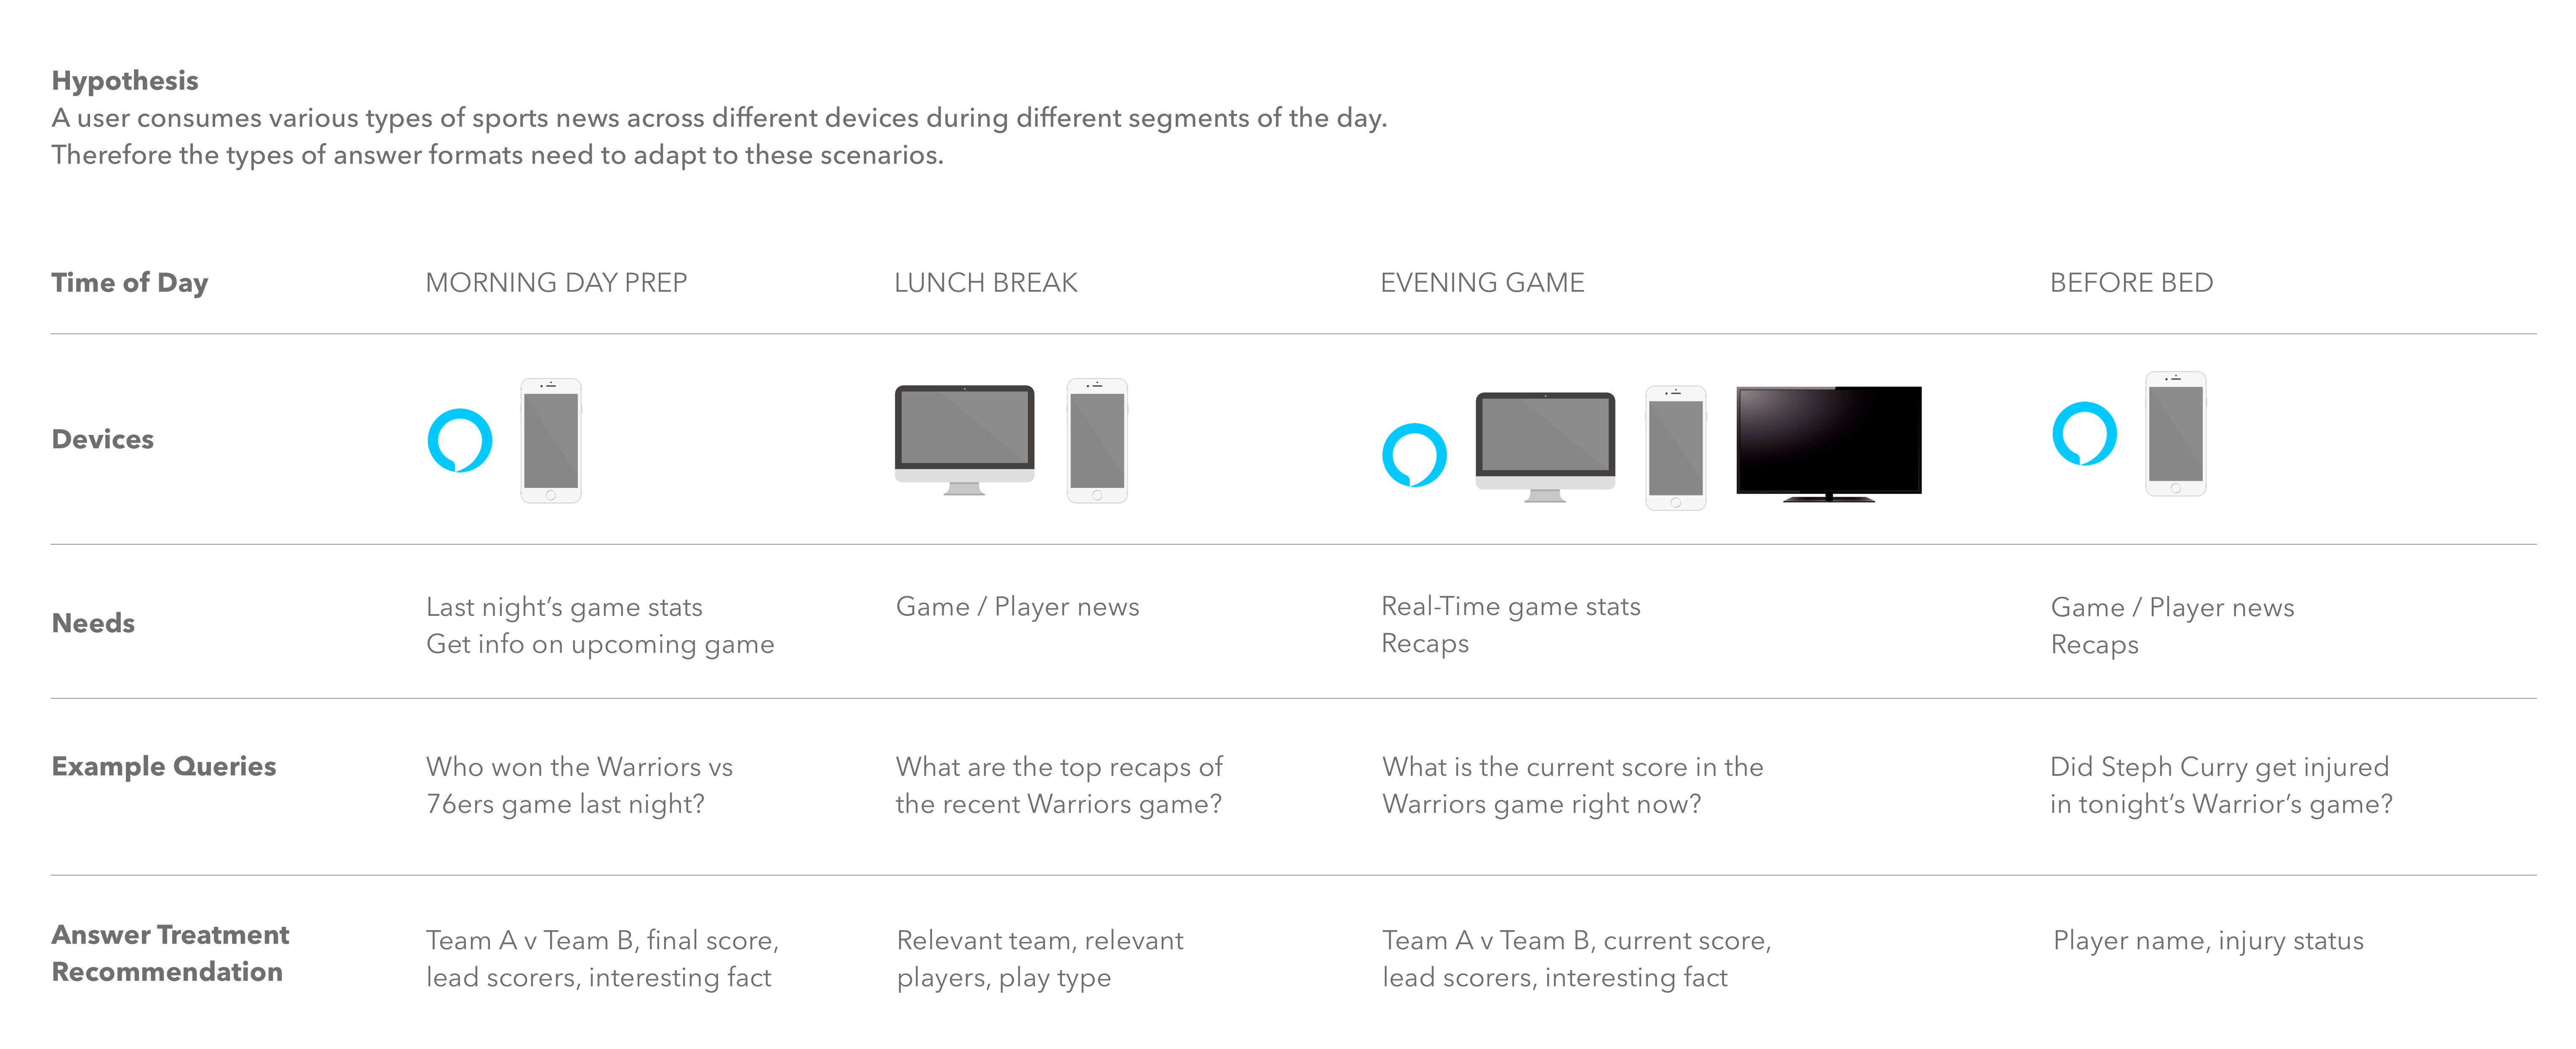 Hypothesis
A user consumes various types of sports news across different devices during different segments of the day.
Therefore the types of answer formats need to adapt to these scenarios.
Time of Day
MORNING DAY PREP
LUNCH BREAK
EVENING GAME
BEFORE BED
Devices
Needs
Last night’s game stats
Get info on upcoming game
Game / Player news
Real-Time game stats
Recaps
Game / Player news
Recaps
Example Queries
Who won the Warriors vs
76ers game last night?
What are the top recaps of
the recent Warriors game?
What is the current score in the
Warriors game right now?
Did Steph Curry get injured
in tonight’s Warrior’s game?
Answer Treatment
Recommendation
Team A v Team B, final score,
lead scorers, interesting fact
Relevant team, relevant
players, play type
Team A v Team B, current score,
lead scorers, interesting fact
Player name, injury status